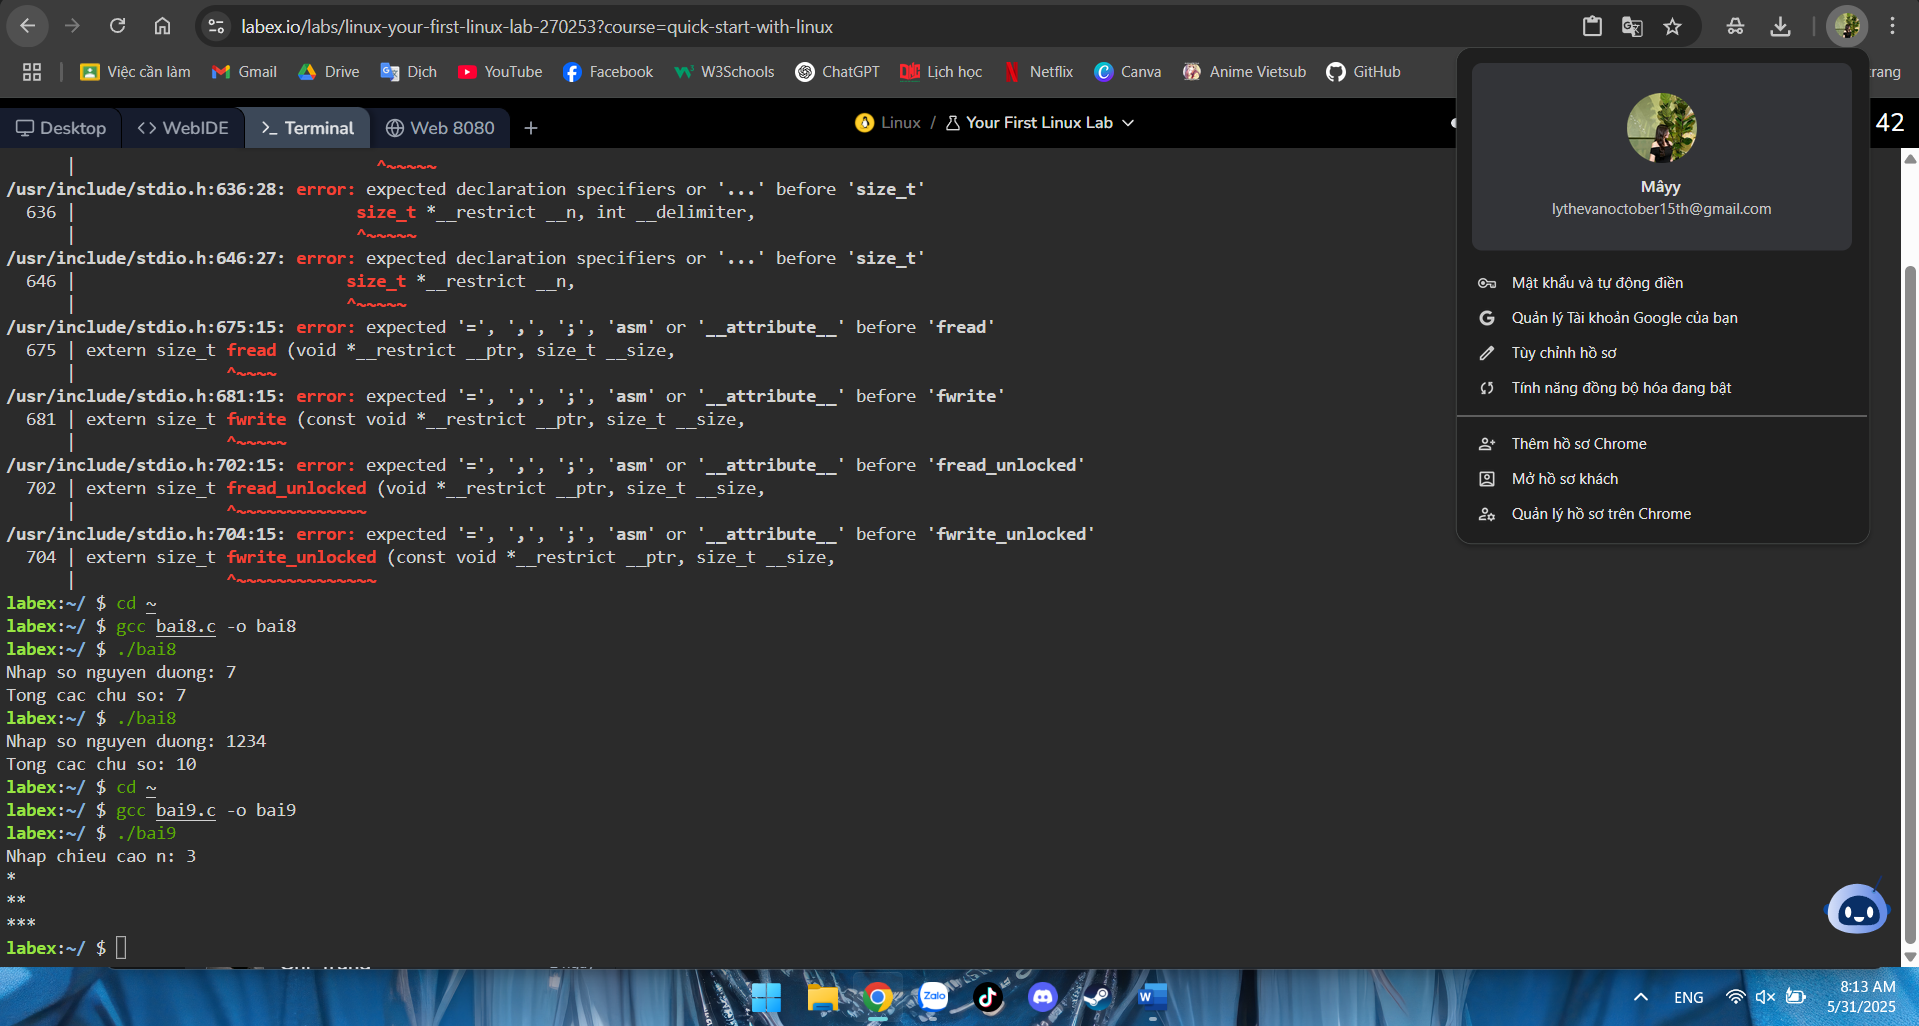 labex.io/labs/linux-your-first-linux-lab-270253?course=quick-start-with-linux
Việc cần làm Gmail Drive Dịch YouTube Facebook W3Schools ChatGPT Lịch học Netflix Canva Anime Vietsub GitHub
Desktop WebIDE Terminal Web 8080 +
Linux / Your First Linux Lab
42
| ^~~~~~
/usr/include/stdio.h:636:28: error: expected declaration specifiers or '...' before 'size_t'
636 | size_t *__restrict __n, int __delimiter,
| ^~~~~~
/usr/include/stdio.h:646:27: error: expected declaration specifiers or '...' before 'size_t'
646 | size_t *__restrict __n,
| ^~~~~~
/usr/include/stdio.h:675:15: error: expected '=', ',', ';', 'asm' or '__attribute__' before 'fread'
675 | extern size_t fread (void *__restrict __ptr, size_t __size,
| ^~~~~
/usr/include/stdio.h:681:15: error: expected '=', ',', ';', 'asm' or '__attribute__' before 'fwrite'
681 | extern size_t fwrite (const void *__restrict __ptr, size_t __size,
| ^~~~~~
/usr/include/stdio.h:702:15: error: expected '=', ',', ';', 'asm' or '__attribute__' before 'fread_unlocked'
702 | extern size_t fread_unlocked (void *__restrict __ptr, size_t __size,
| ^~~~~~~~~~~~~~
/usr/include/stdio.h:704:15: error: expected '=', ',', ';', 'asm' or '__attribute__' before 'fwrite_unlocked'
704 | extern size_t fwrite_unlocked (const void *__restrict __ptr, size_t __size,
| ^~~~~~~~~~~~~~~
labex:~/ $ cd ~
labex:~/ $ gcc bai8.c -o bai8
labex:~/ $ ./bai8
Nhap so nguyen duong: 7
Tong cac chu so: 7
labex:~/ $ ./bai8
Nhap so nguyen duong: 1234
Tong cac chu so: 10
labex:~/ $ cd ~
labex:~/ $ gcc bai9.c -o bai9
labex:~/ $ ./bai9
Nhap chieu cao n: 3
*
**
***
labex:~/ $
Mâyy
lythevanoctober15th@gmail.com
Mật khẩu và tự động điền
Quản lý Tài khoản Google của bạn
Tùy chỉnh hồ sơ
Tính năng đồng bộ hóa đang bật
Thêm hồ sơ Chrome
Mở hồ sơ khách
Quản lý hồ sơ trên Chrome
Zalo
ENG
8:13 AM
5/31/2025